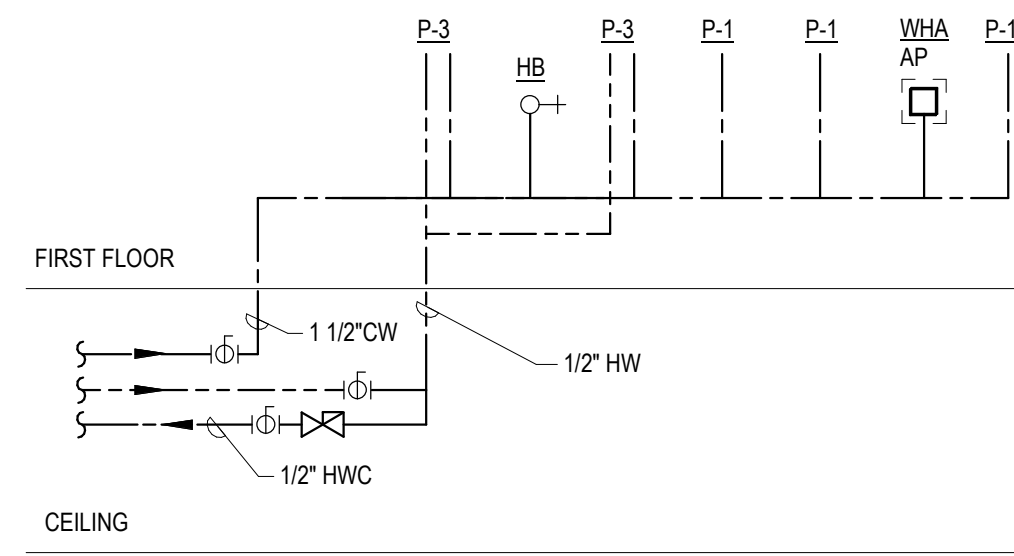 P-3
P-3
P-1
P-1
WHA
AP
P-1
HB
FIRST FLOOR
1 1/2"CW
1/2" HW
1/2" HWC
CEILING